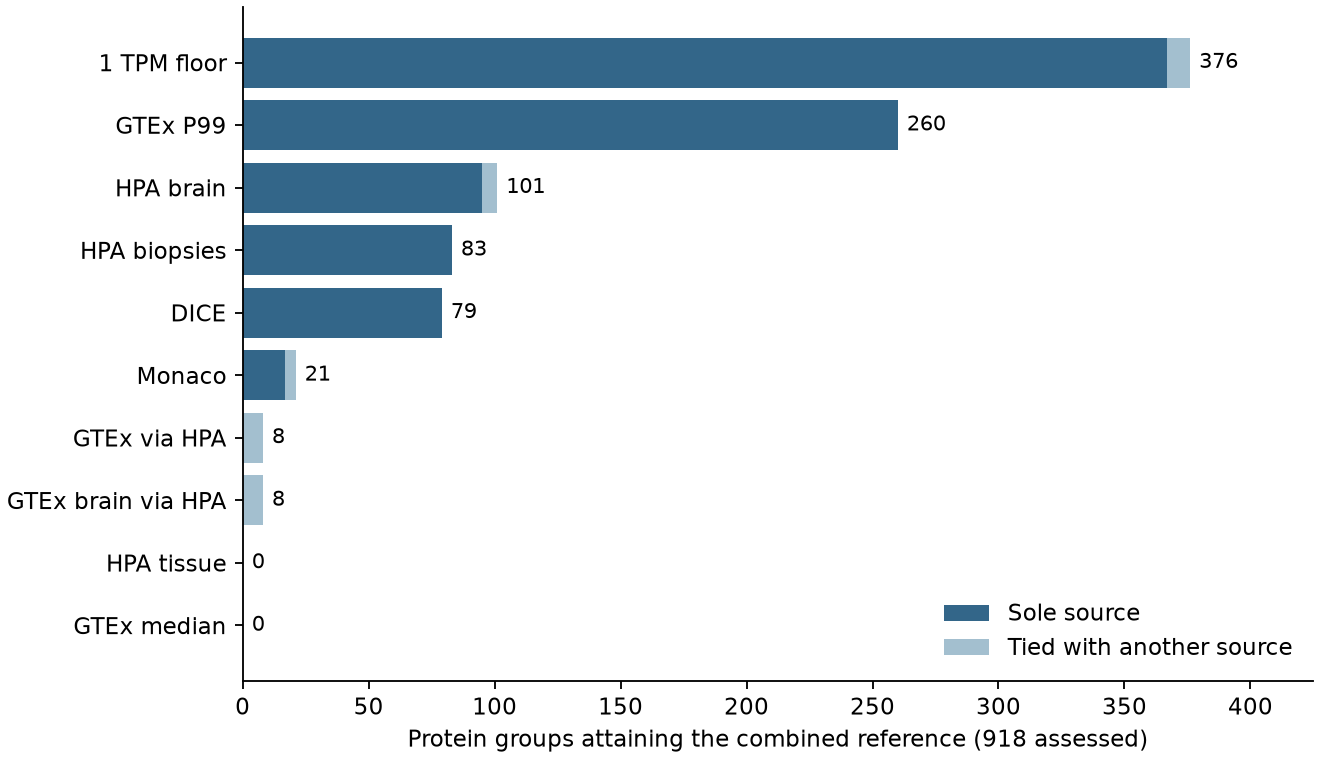 1 TPM floor 376
GTEx P99 260
HPA brain 101
HPA biopsies 83
DICE 79
Monaco 21
GTEx via HPA 8
GTEx brain via HPA 8
HPA tissue 0
GTEx median 0
Sole source
Tied with another source
0 50 100 150 200 250 300 350 400
Protein groups attaining the combined reference (918 assessed)